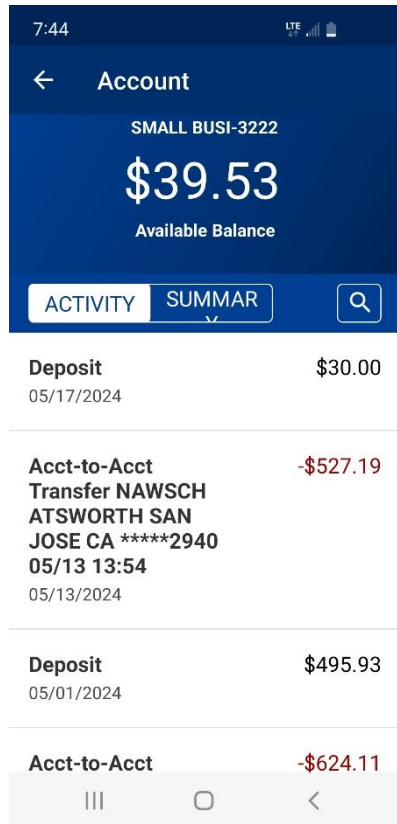 7:44
LTE
Account
SMALL BUSI-3222
$39.53
Available Balance
ACTIVITY
SUMMAR
Y
Deposit
$30.00
05/17/2024
Acct-to-Acct
-$527.19
Transfer NAWSCH
ATSWORTH SAN
JOSE CA *****2940
05/13 13:54
05/13/2024
Deposit
$495.93
05/01/2024
Acct-to-Acct
-$624.11